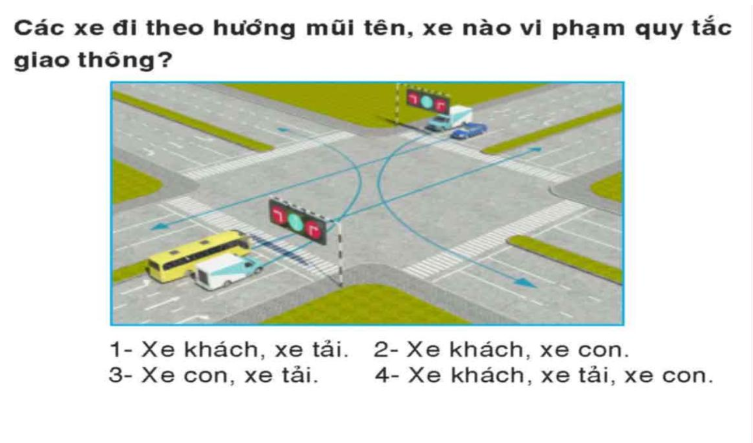 Các xe đi theo hướng mũi tên, xe nào vi phạm quy tắc
giao thông?
1- Xe khách, xe tải. 2- Xe khách, xe con.
3- Xe con, xe tải. 4- Xe khách, xe tải, xe con.